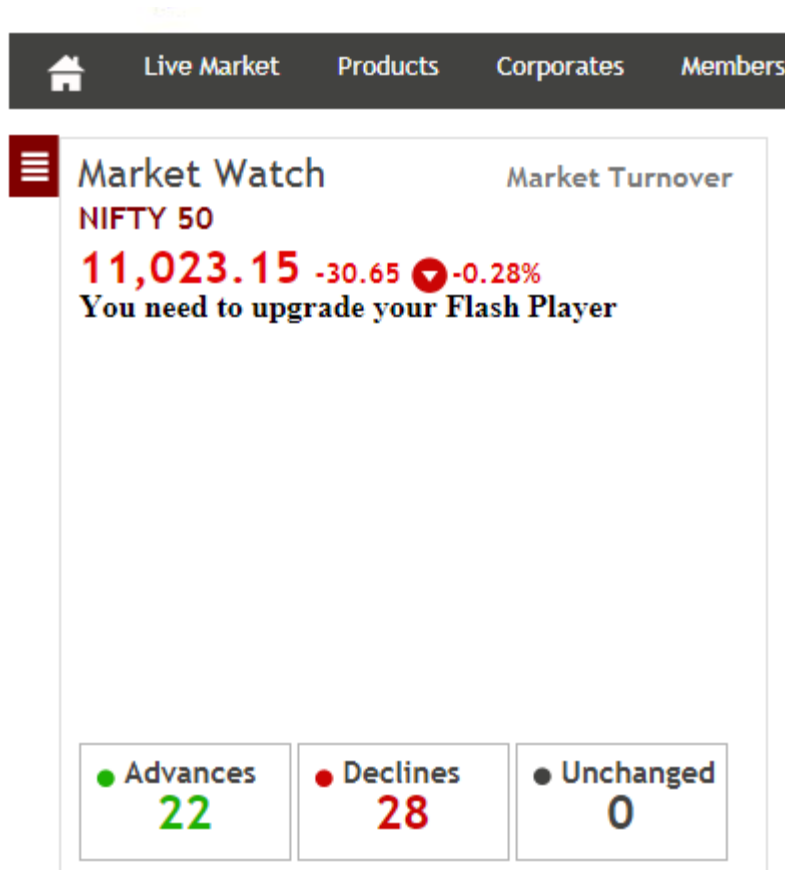 Live Market Products Corporates Members
Market Watch Market Turnover
NIFTY 50
11,023.15 -30.65 -0.28%
You need to upgrade your Flash Player
Advances Declines Unchanged
22 28 0